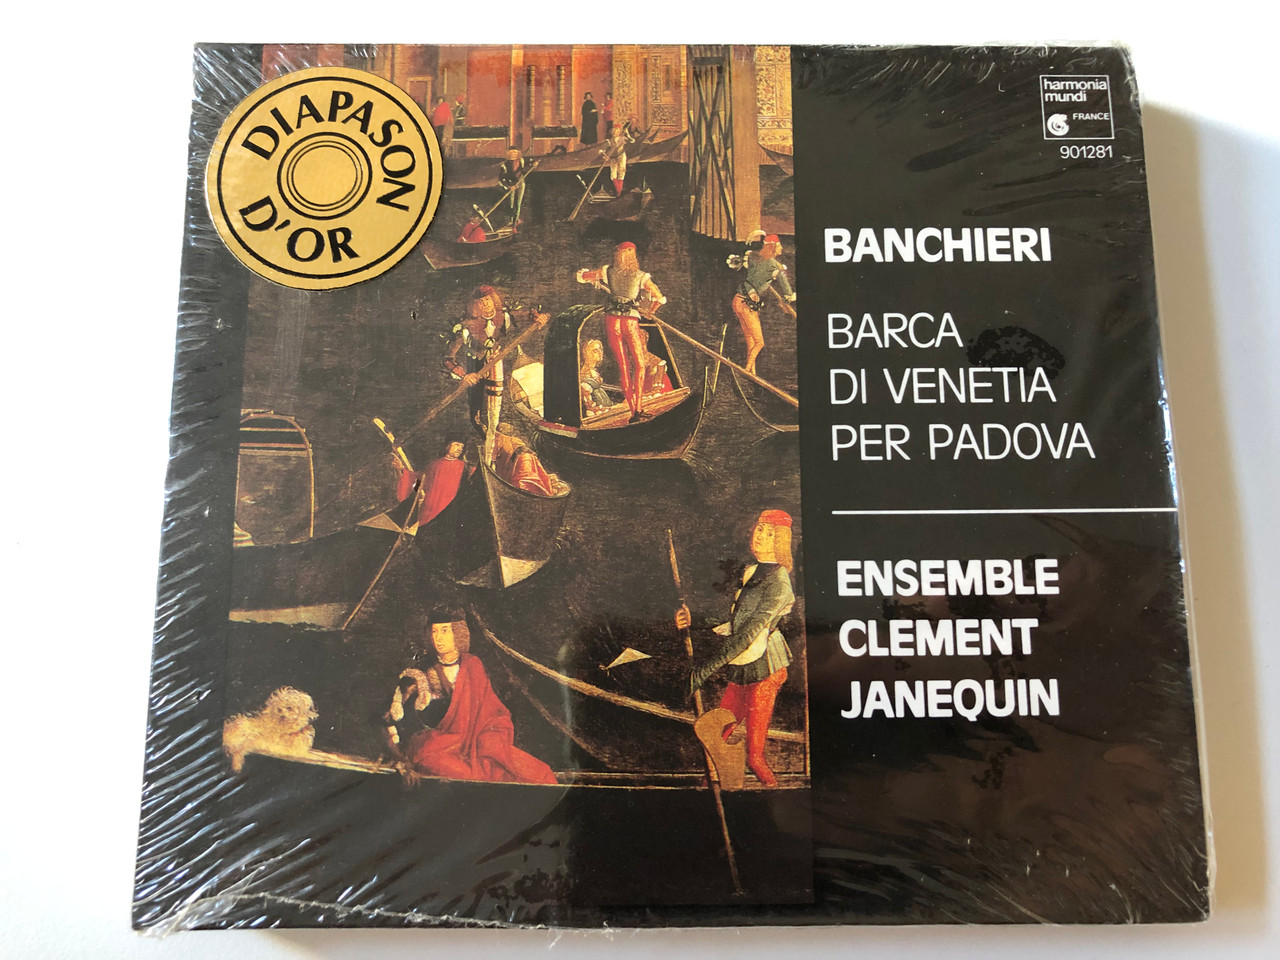 DIAPASON
D'OR
harmonia
mundi
FRANCE
901281
BANCHIERI
BARCA
DI VENETIA
PER PADOVA
ENSEMBLE
CLEMENT
JANEQUIN